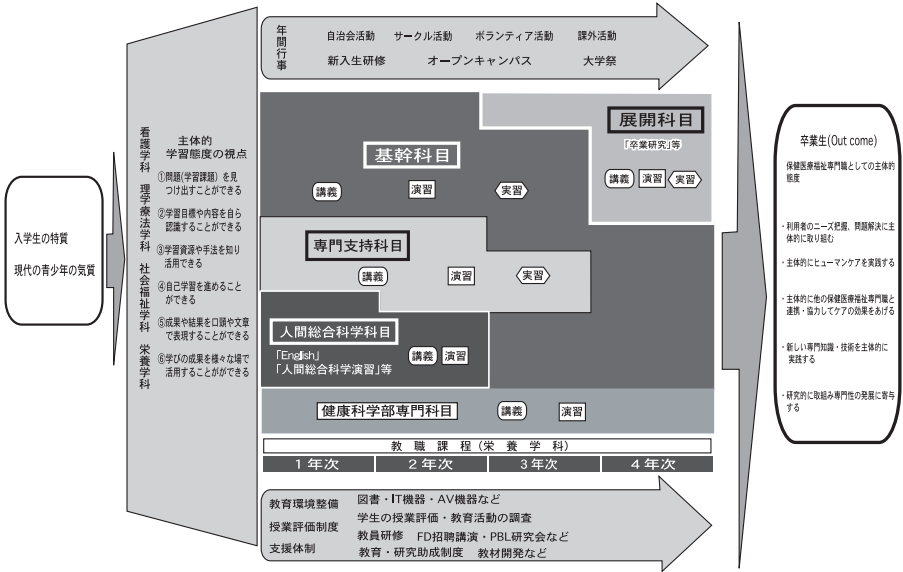 入学生の特質
現代の青少年の気質
看護学科 理学療法学科 社会福祉学科 栄養学科
主体的
学習態度の視点
①問題(学習課題) を見
つけ出すことができる
②学習目標や内容を自ら
認識することができる
③学習資源や手法を知り
活用できる
④自己学習を進めること
ができる
⑤成果や結果を口頭や文章
で表現することができる
⑥学びの成果を様々な場で
活用することができる
年間行事
自治会活動 サークル活動 ボランティア活動 課外活動
新入生研修 オープンキャンパス 大学祭
展開科目
「卒業研究」等
講義 演習 実習
基幹科目
講義 演習 実習
専門支持科目
講義 演習 実習
人間総合科学科目
「English」
「人間総合科学演習」等
講義 演習
健康科学部専門科目 講義 演習
教職課程(栄養学科)
1年次 2年次 3年次 4年次
教育環境整備 図書・IT機器・AV機器など
授業評価制度 学生の授業評価・教育活動の調査
教員研修 FD招聘講演・PBL研究会など
支援体制 教育・研究助成制度 教材開発など
卒業生(Out come)
保健医療福祉専門職としての主体的
態度
・利用者のニーズ把握、問題解決に主
体的に取り組む
・主体的にヒューマンケアを実践する
・主体的に他の保健医療福祉専門職と
連携・協力してケアの効果をあげる
・新しい専門知識・技術を主体的に
実践する
・研究的に取組み専門性の発展に寄与
する